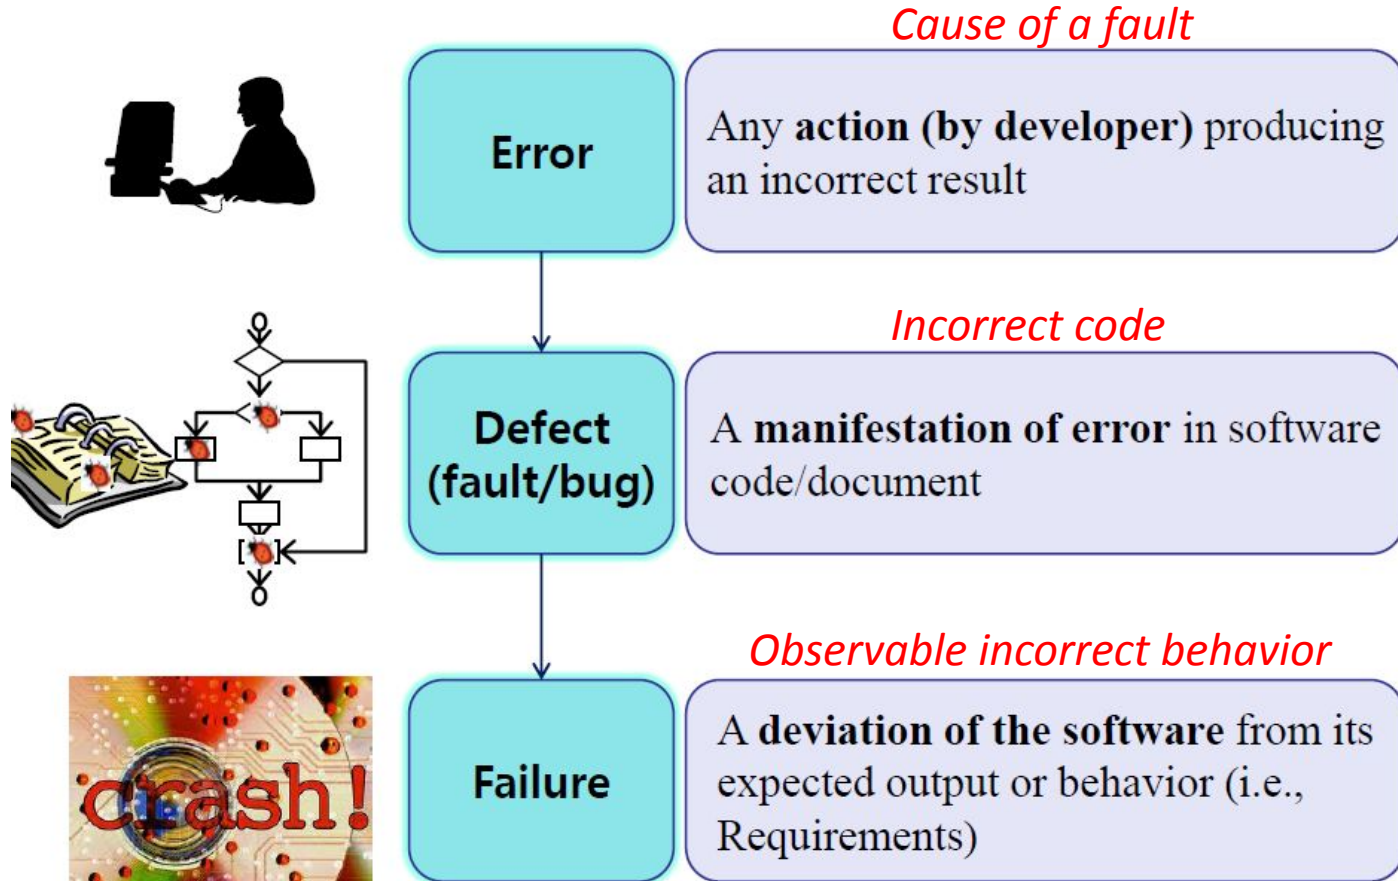 Cause of a fault
Error
Any action (by developer) producing
an incorrect result
Incorrect code
Defect
(fault/bug)
A manifestation of error in software
code/document
Observable incorrect behavior
crash!
Failure
A deviation of the software from its
expected output or behavior (i.e.,
Requirements)